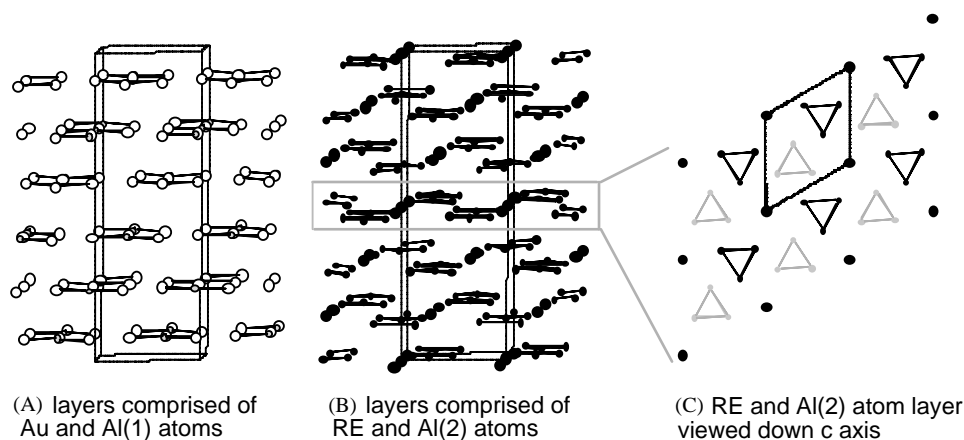 (A) layers comprised of
Au and Al(1) atoms
(B) layers comprised of
RE and Al(2) atoms
(C) RE and Al(2) atom layer
viewed down c axis